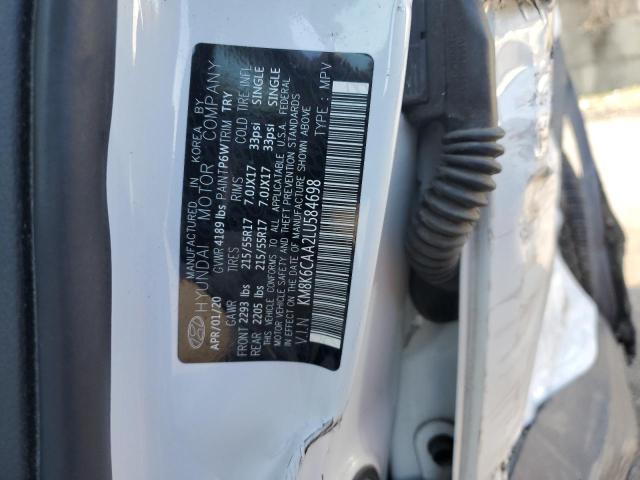 MANUFACTURED IN KOREA BY
HYUNDAI MOTOR COMPANY
APR/01/20 GVWR 4189 lbs PAINT P6W TRIM TRY
GAWR TIRES RIMS COLD TIRE INFL
FRONT 2293 lbs 215/55R17 7.0JX17 33psi SINGLE
REAR 2205 lbs 215/55R17 7.0JX17 33psi SINGLE
THIS VEHICLE CONFORMS TO ALL APPLICABLE U.S.A FEDERAL
MOTOR VEHICLE SAFETY AND THEFT PREVENTION STANDARDS
IN EFFECT ON THE DATE OF MANUFACTURE SHOWN ABOVE
VIN KM8K6CAA2LU584698 TYPE : MPV